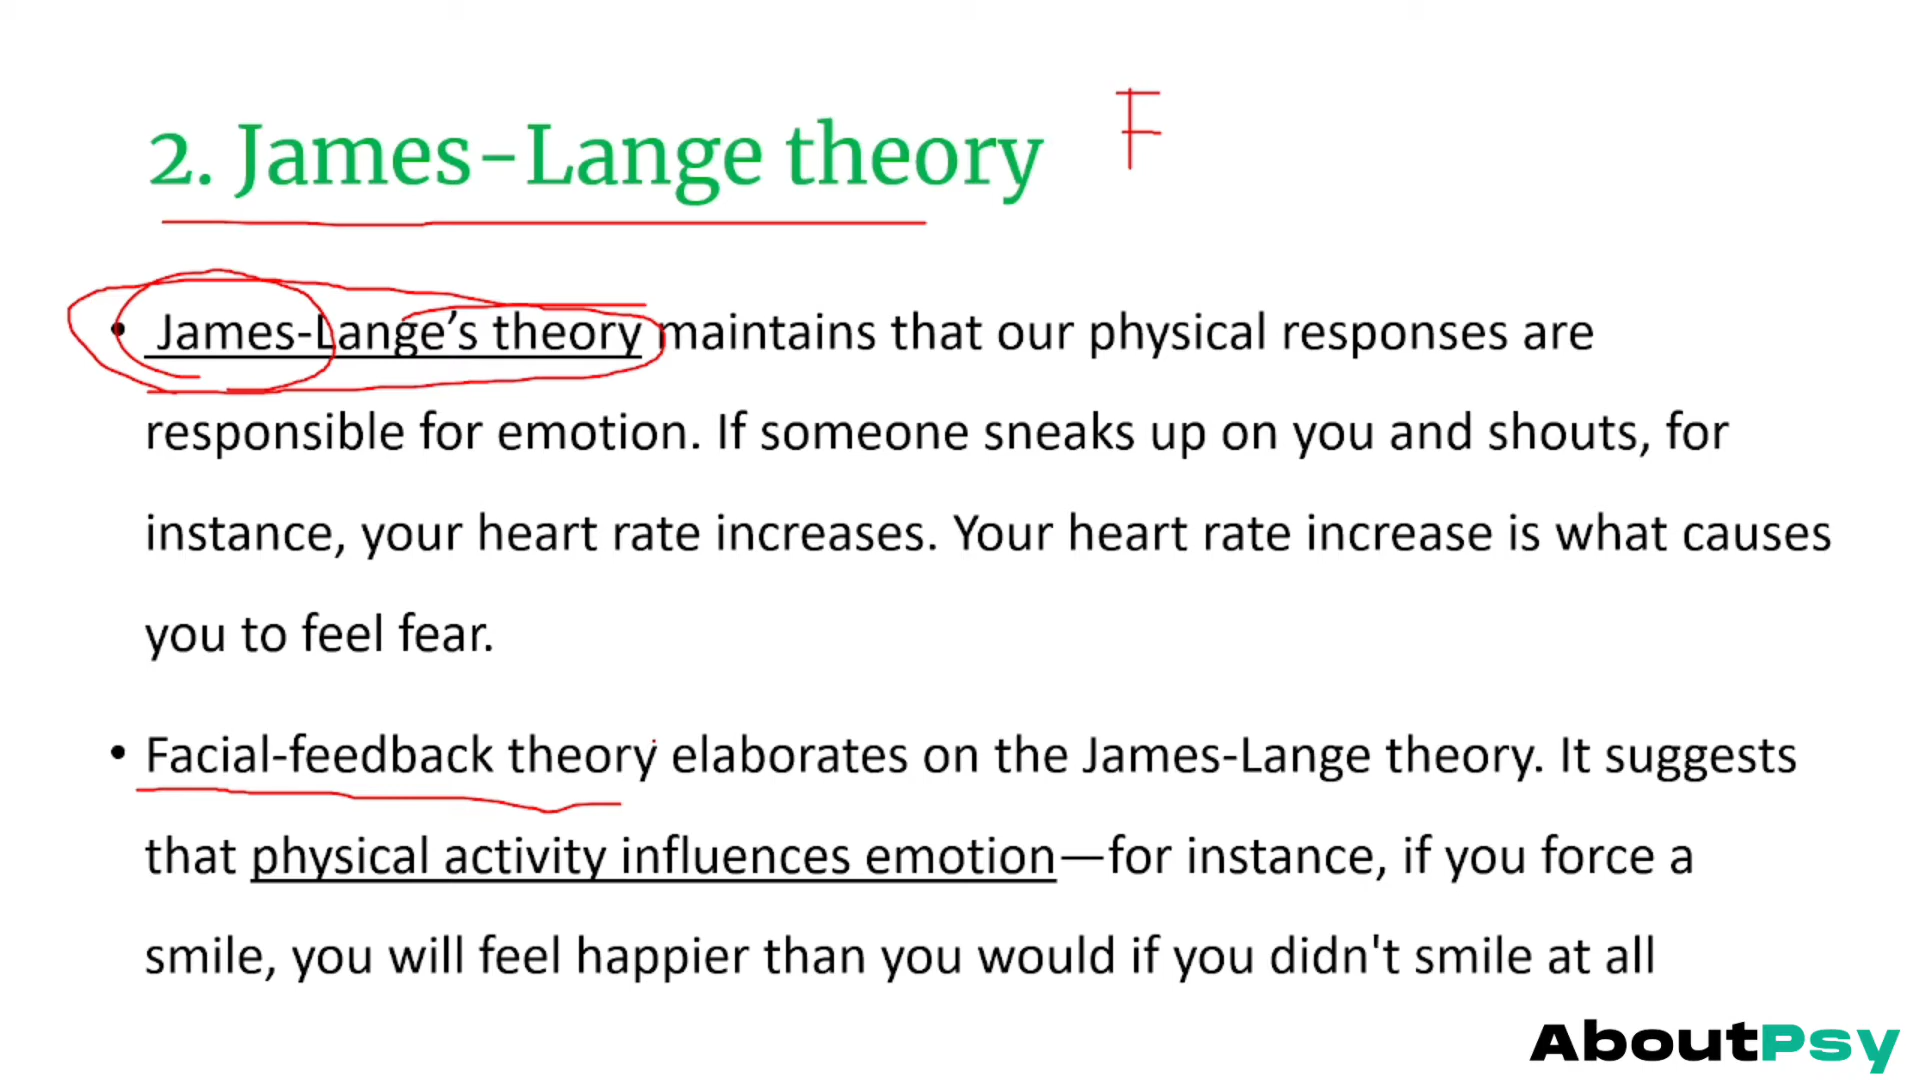 2. James-Lange theory F
• James-Lange’s theory maintains that our physical responses are
responsible for emotion. If someone sneaks up on you and shouts, for
instance, your heart rate increases. Your heart rate increase is what causes
you to feel fear.
• Facial-feedback theory elaborates on the James-Lange theory. It suggests
that physical activity influences emotion—for instance, if you force a
smile, you will feel happier than you would if you didn't smile at all
AboutPsy